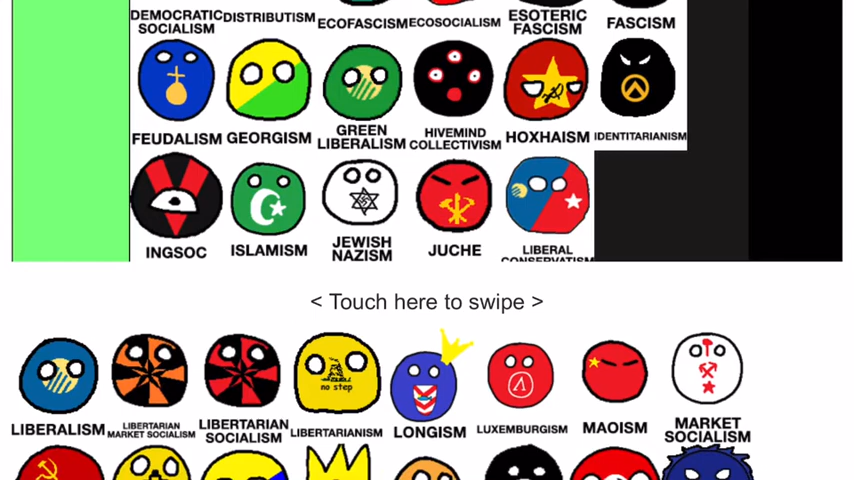 DEMOCRATIC SOCIALISM
DISTRIBUTISM
ECOFASCISM
ECOSOCIALISM
ESOTERIC FASCISM
FASCISM
FEUDALISM
GEORGISM
GREEN LIBERALISM
HIVEMIND COLLECTIVISM
HOXHAISM
IDENTITARIANISM
INGSOC
ISLAMISM
JEWISH NAZISM
JUCHE
LIBERAL CONSERVATISM
< Touch here to swipe >
no step
LIBERALISM
LIBERTARIAN MARKET SOCIALISM
LIBERTARIAN SOCIALISM
LIBERTARIANISM
LONGISM
LUXEMBURGISM
MAOISM
MARKET SOCIALISM